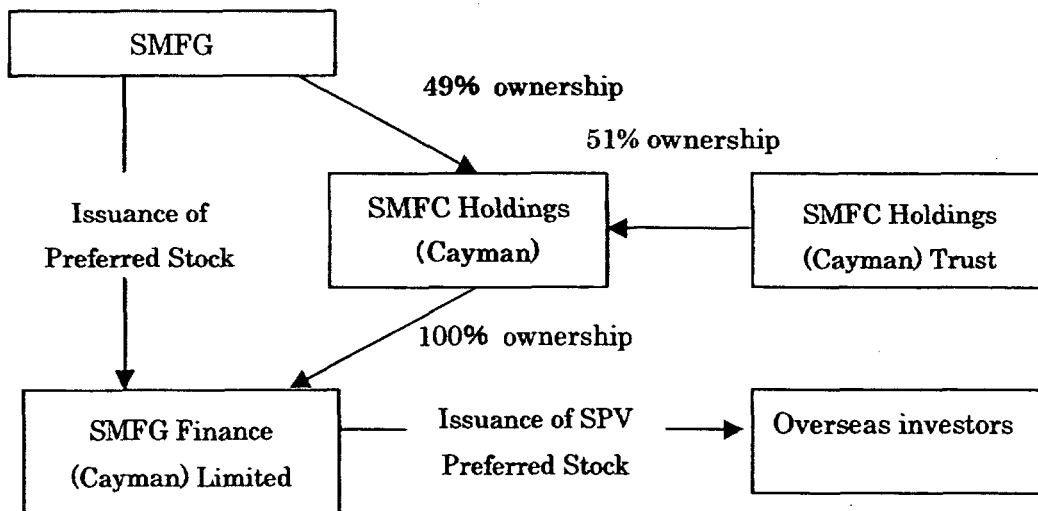 SMFG
49% ownership
51% ownership
SMFC Holdings
(Cayman)
SMFC Holdings
(Cayman) Trust
Issuance of
Preferred Stock
100% ownership
SMFG Finance
(Cayman) Limited
Issuance of SPV
Preferred Stock
Overseas investors